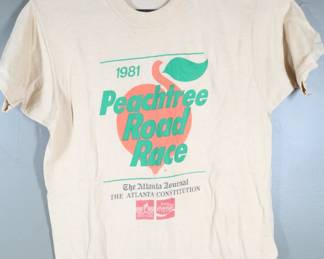 1981
Peachtree
Road
Race
The Atlanta Journal
THE ATLANTA CONSTITUTION